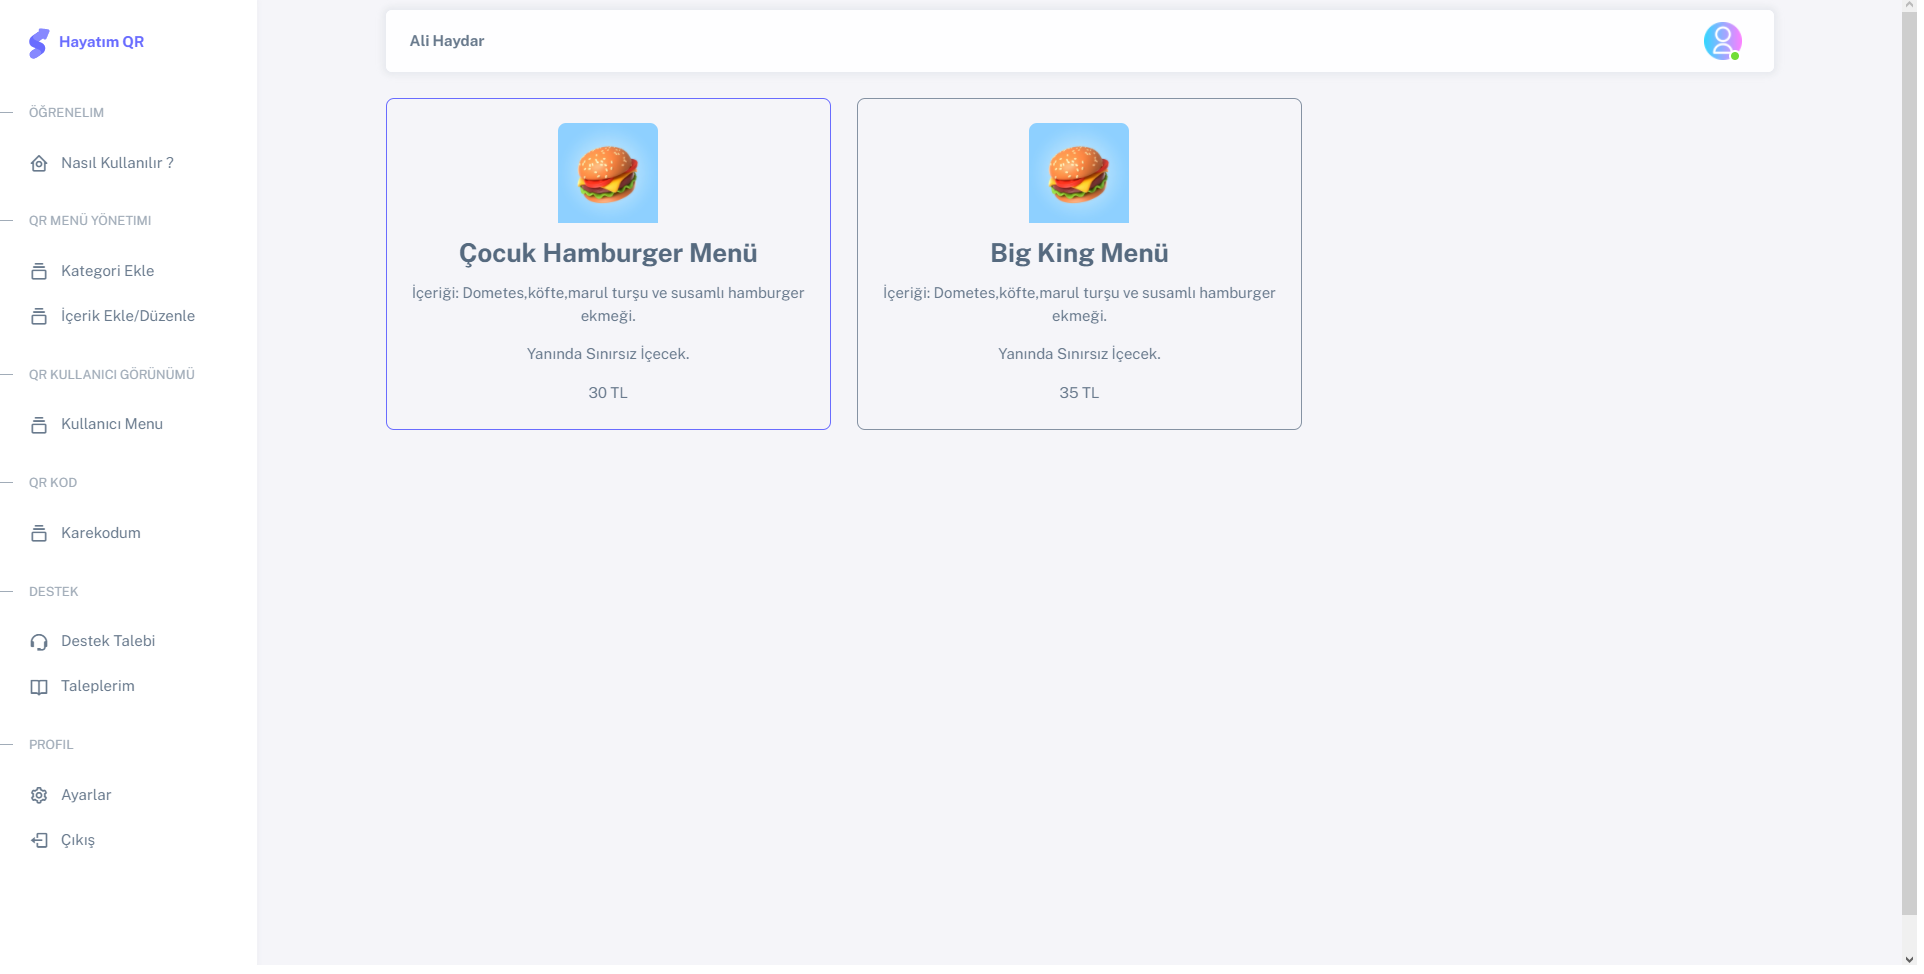 Hayatım QR
ÖĞRENELIM
Nasıl Kullanılır ?
QR MENÜ YÖNETIMI
Kategori Ekle
İçerik Ekle/Düzenle
QR KULLANICI GÖRÜNÜMÜ
Kullanıcı Menu
QR KOD
Karekodum
DESTEK
Destek Talebi
Taleplerim
PROFIL
Ayarlar
Çıkış
Ali Haydar
Çocuk Hamburger Menü
İçeriği: Dometes,köfte,marul turşu ve susamlı hamburger
ekmeği.
Yanında Sınırsız İçecek.
30 TL
Big King Menü
İçeriği: Dometes,köfte,marul turşu ve susamlı hamburger
ekmeği.
Yanında Sınırsız İçecek.
35 TL